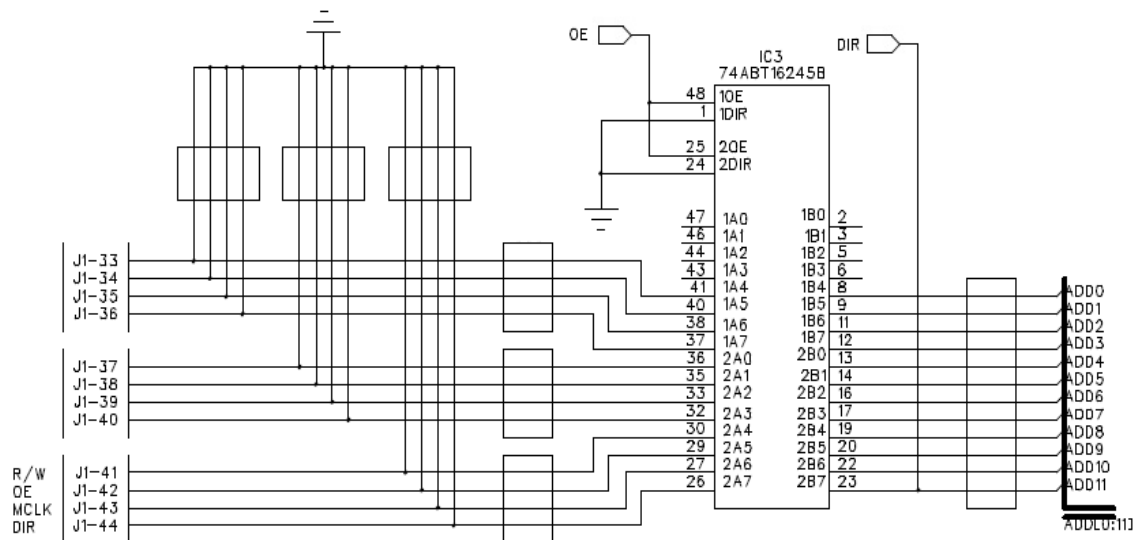 OE
DIR
IC3
74ABT16245B
48 1OE
1 1DIR
25 2OE
24 2DIR
47 1A0 1B0 2
46 1A1 1B1 3
44 1A2 1B2 5
43 1A3 1B3 6
41 1A4 1B4 8
40 1A5 1B5 9
38 1A6 1B6 11
37 1A7 1B7 12
36 2A0 2B0 13
35 2A1 2B1 14
33 2A2 2B2 16
32 2A3 2B3 17
30 2A4 2B4 19
29 2A5 2B5 20
27 2A6 2B6 22
26 2A7 2B7 23
J1-33
J1-34
J1-35
J1-36
J1-37
J1-38
J1-39
J1-40
R/W J1-41
OE J1-42
MCLK J1-43
DIR J1-44
ADD0
ADD1
ADD2
ADD3
ADD4
ADD5
ADD6
ADD7
ADD8
ADD9
ADD10
ADD11
ADD[0:11]